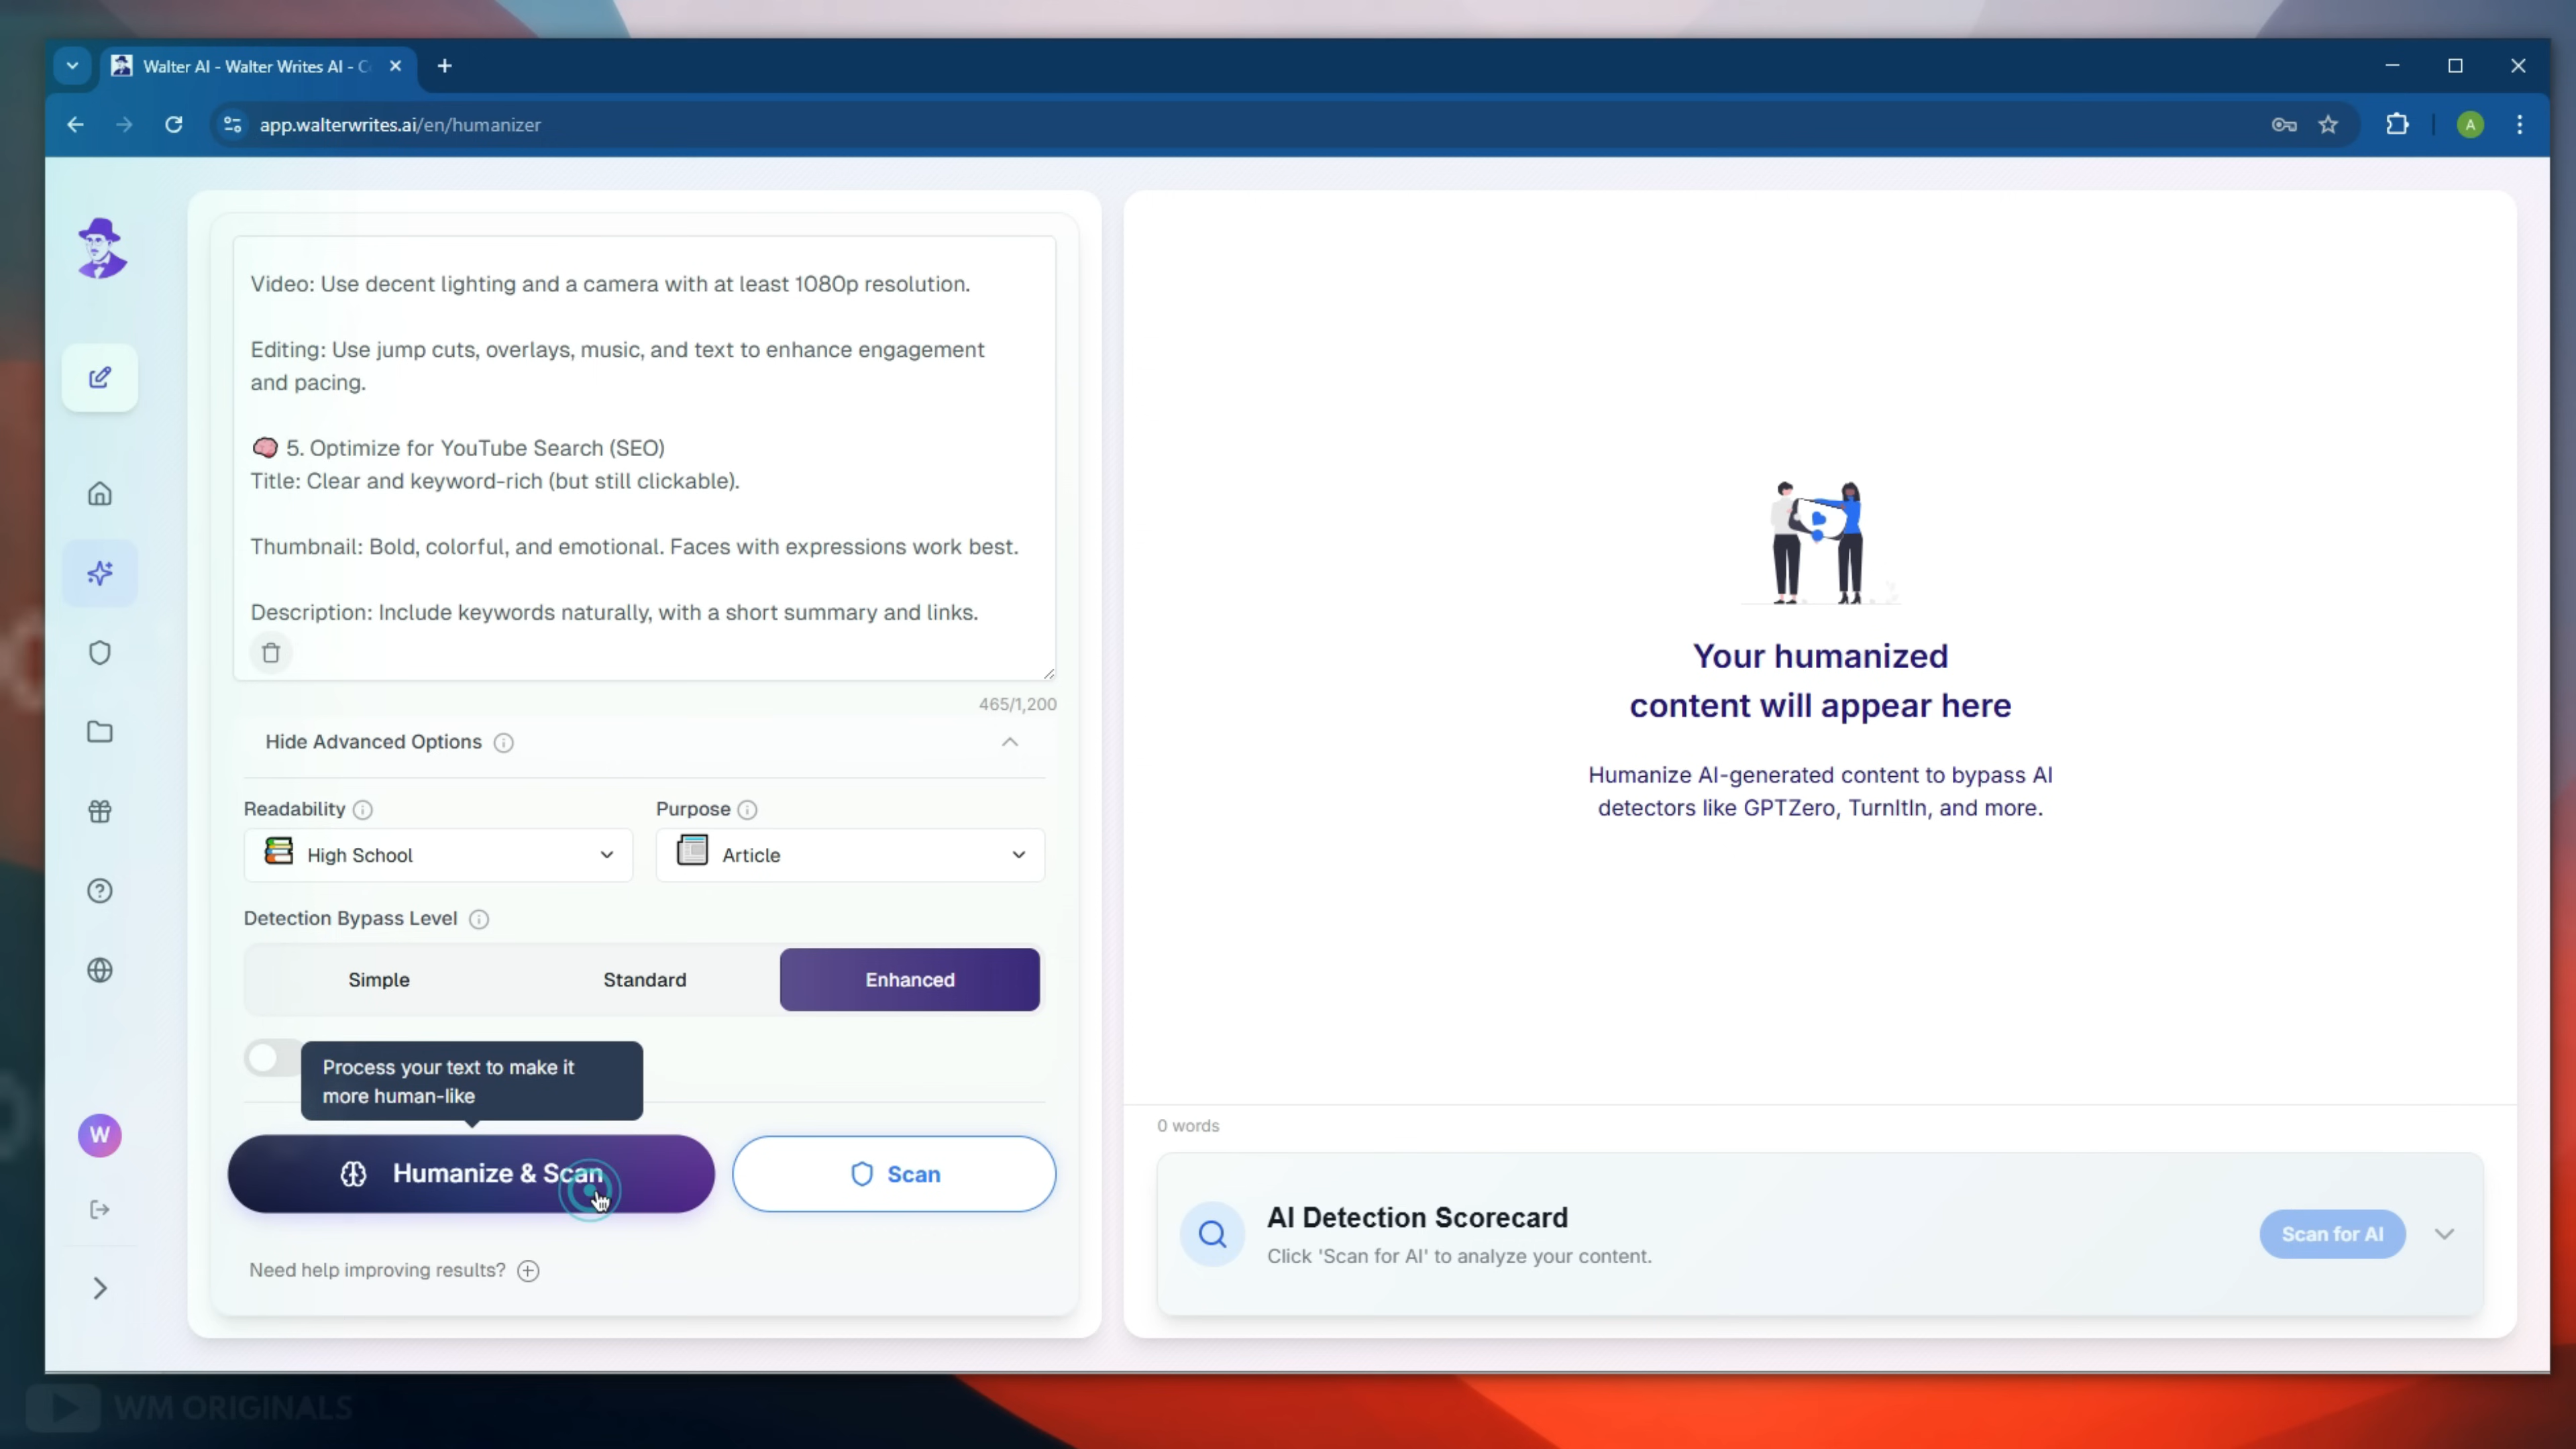 Walter AI - Walter Writes AI - C
app.walterwrites.ai/en/humanizer
A
Video: Use decent lighting and a camera with at least 1080p resolution.
Editing: Use jump cuts, overlays, music, and text to enhance engagement
and pacing.
🧠 5. Optimize for YouTube Search (SEO)
Title: Clear and keyword-rich (but still clickable).
Thumbnail: Bold, colorful, and emotional. Faces with expressions work best.
Description: Include keywords naturally, with a short summary and links.
465/1,200
Hide Advanced Options
Readability
Purpose
High School
Article
Detection Bypass Level
Simple
Standard
Enhanced
Process your text to make it
more human-like
Humanize & Scan
Scan
Need help improving results?
W
Your humanized
content will appear here
Humanize AI-generated content to bypass AI
detectors like GPTZero, TurnItIn, and more.
0 words
AI Detection Scorecard
Click 'Scan for AI' to analyze your content.
Scan for AI
WM ORIGINALS